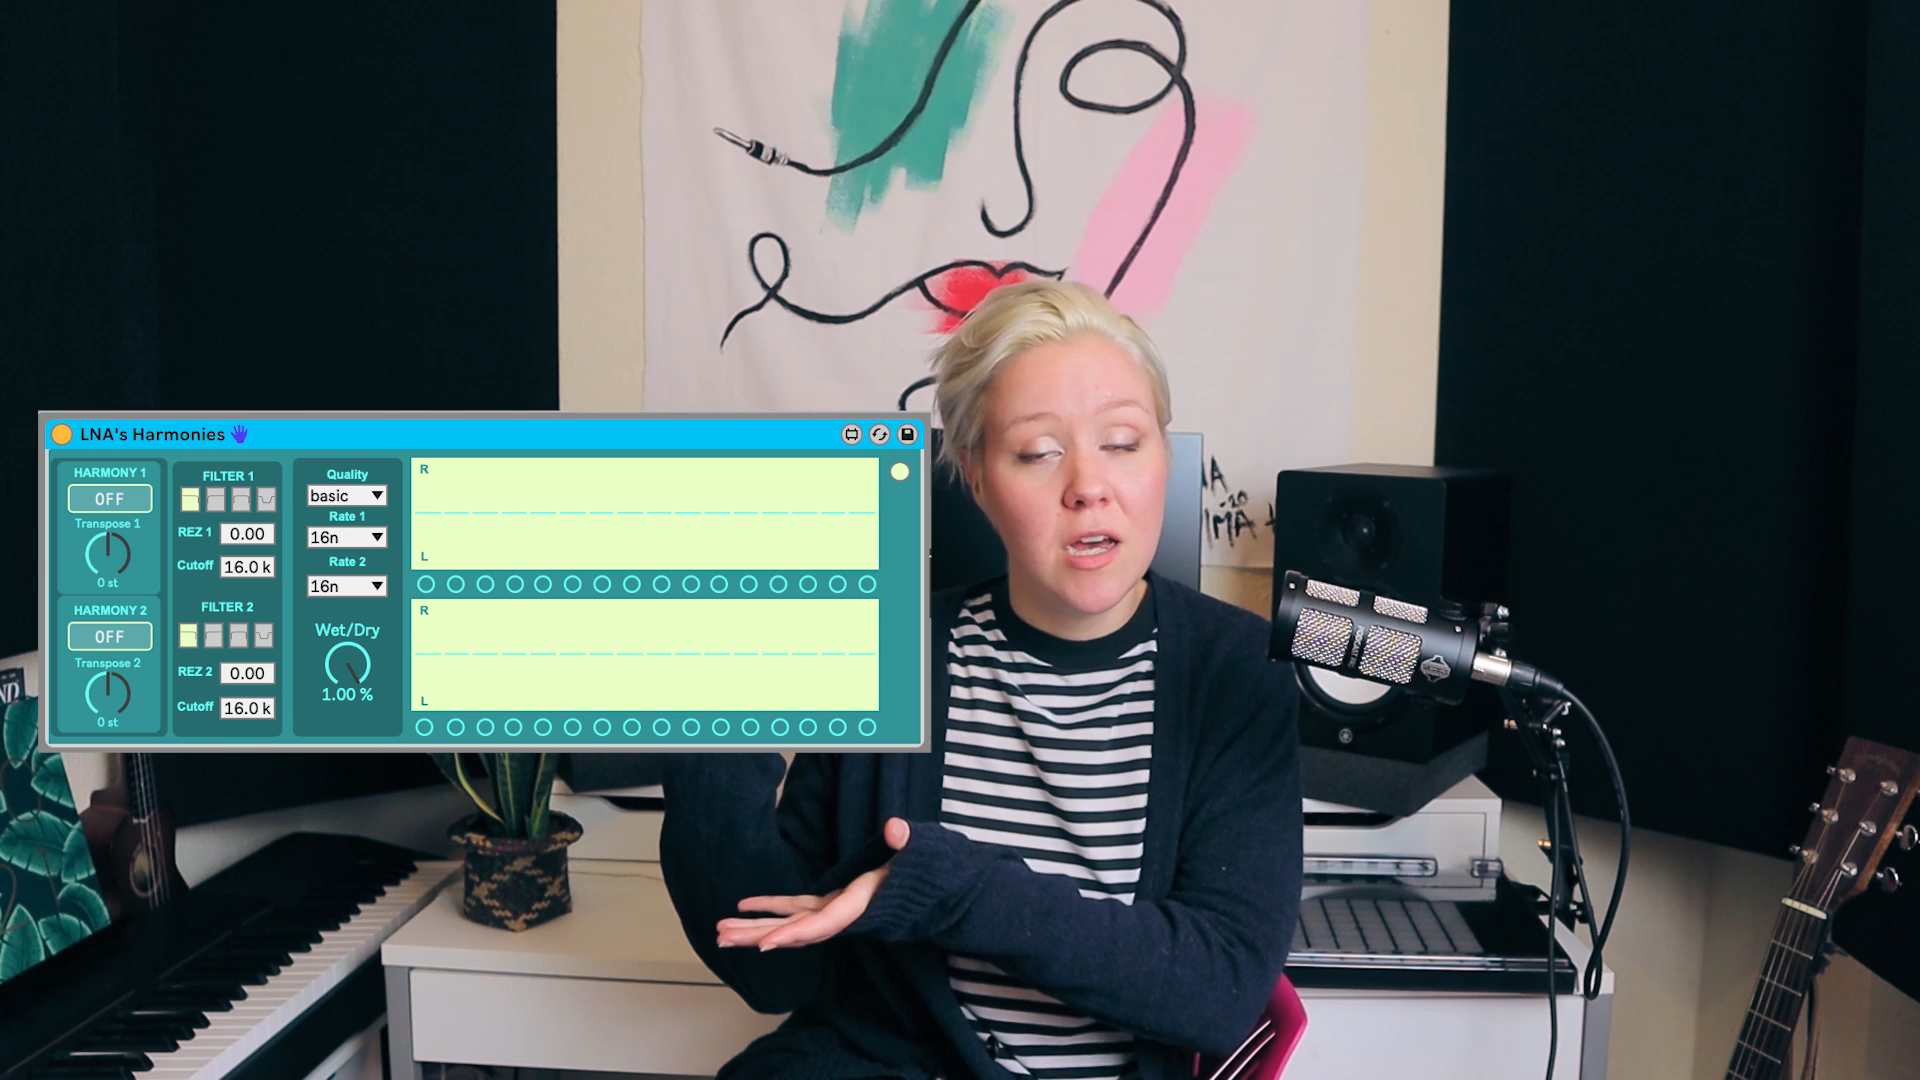 LNA's Harmonies
HARMONY 1
OFF
Transpose 1
0 st
HARMONY 2
OFF
Transpose 2
0 st
FILTER 1
REZ 1 0.00
Cutoff 16.0 k
FILTER 2
REZ 2 0.00
Cutoff 16.0 k
Quality
basic
Rate 1
16n
Rate 2
16n
Wet/Dry
1.00 %
R
L
R
L
PODCAST PRO